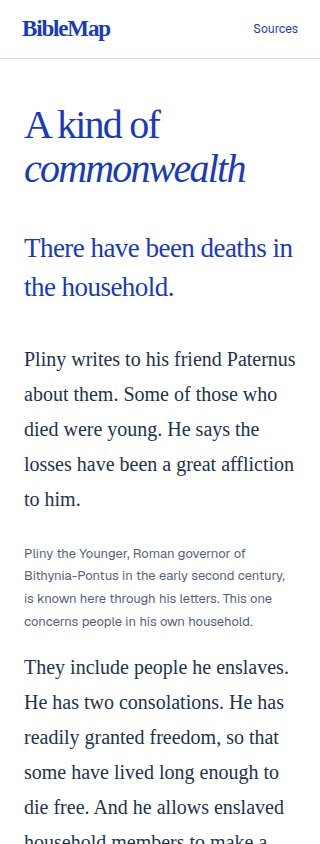 BibleMap
Sources
A kind of
commonwealth
There have been deaths in
the household.
Pliny writes to his friend Paternus
about them. Some of those who
died were young. He says the
losses have been a great affliction
to him.
Pliny the Younger, Roman governor of
Bithynia-Pontus in the early second century,
is known here through his letters. This one
concerns people in his own household.
They include people he enslaves.
He has two consolations. He has
readily granted freedom, so that
some have lived long enough to
die free. And he allows enslaved
household members to make a